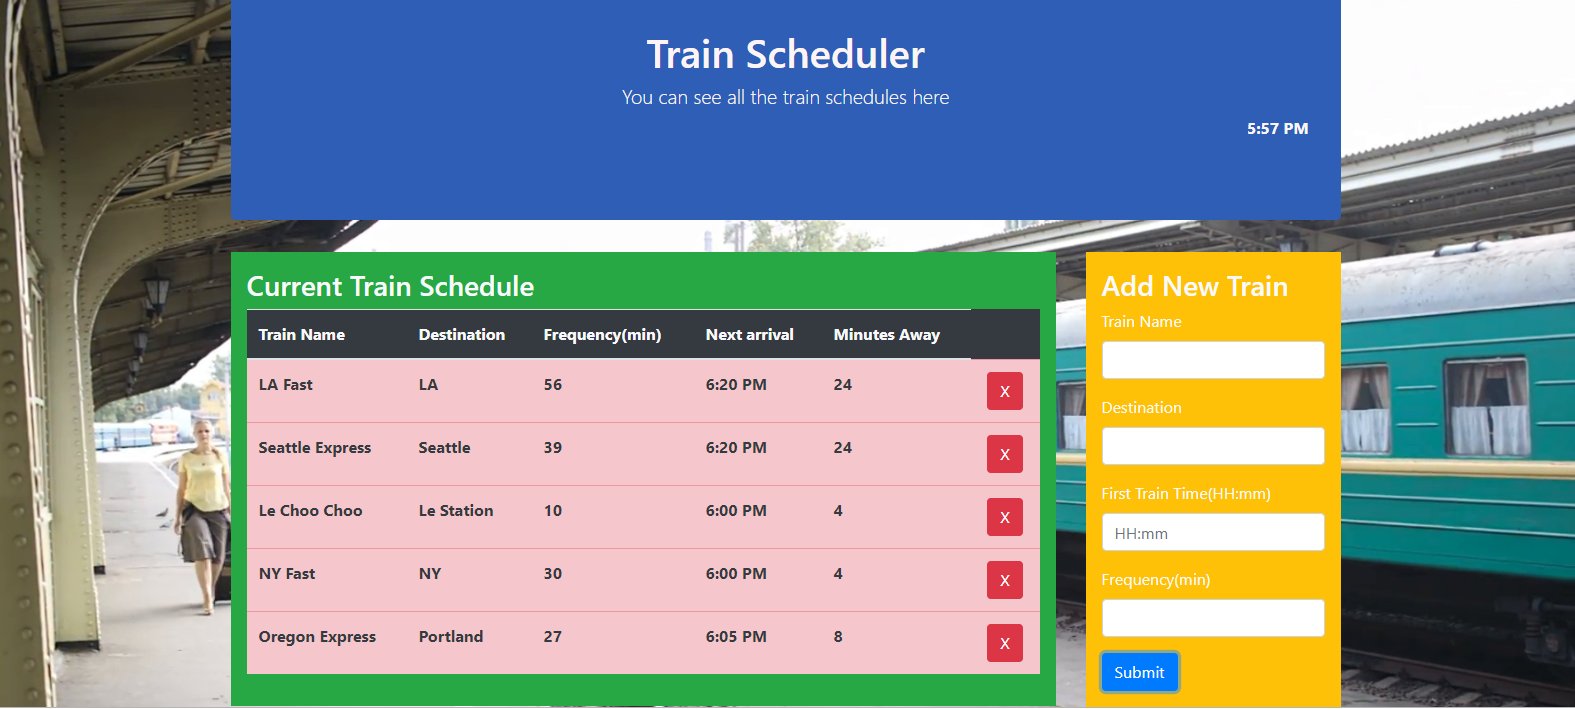 Train Scheduler
You can see all the train schedules here
5:57 PM
Current Train Schedule
Train Name Destination Frequency(min) Next arrival Minutes Away
LA Fast LA 56 6:20 PM 24 X
Seattle Express Seattle 39 6:20 PM 24 X
Le Choo Choo Le Station 10 6:00 PM 4 X
NY Fast NY 30 6:00 PM 4 X
Oregon Express Portland 27 6:05 PM 8 X
Add New Train
Train Name
Destination
First Train Time(HH:mm)
HH:mm
Frequency(min)
Submit